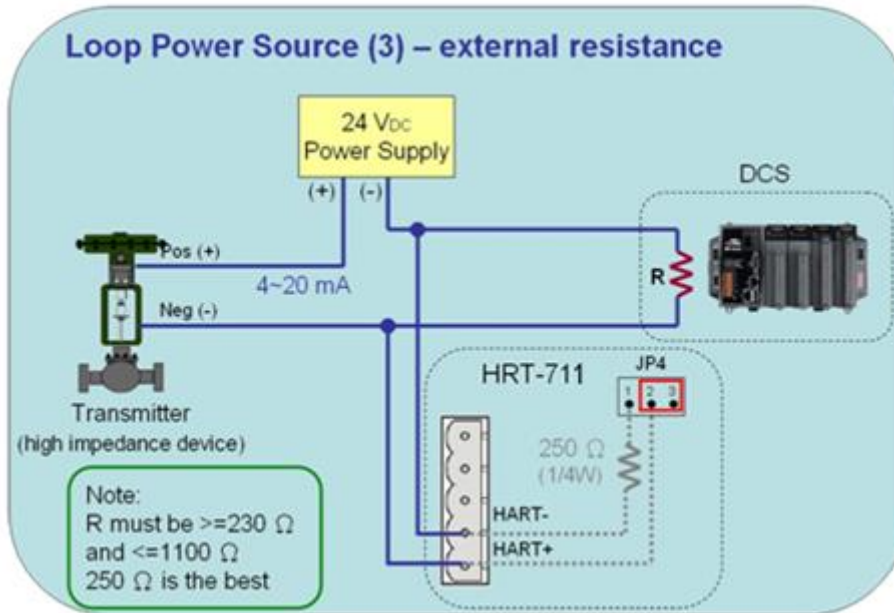 Loop Power Source (3) – external resistance
24 VDC
Power Supply
(+) (-)
DCS
Pos (+)
4~20 mA
R
Neg (-)
HRT-711
JP4
1 2 3
Transmitter
(high impedance device)
250 Ω
(1/4W)
HART-
HART+
Note:
R must be >=230 Ω
and <=1100 Ω
250 Ω is the best